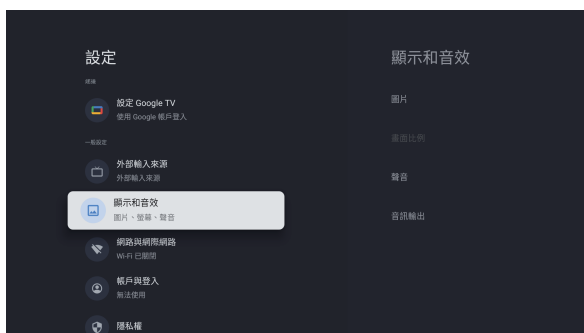 設定
一般設定
設定 Google TV
使用 Google 帳戶登入
外部輸入來源
外部輸入來源
顯示和音效
圖片、螢幕、聲音
網路與網際網路
Wi-Fi 已關閉
帳戶與登入
無法使用
隱私權
顯示和音效
圖片
畫面比例
聲音
音訊輸出